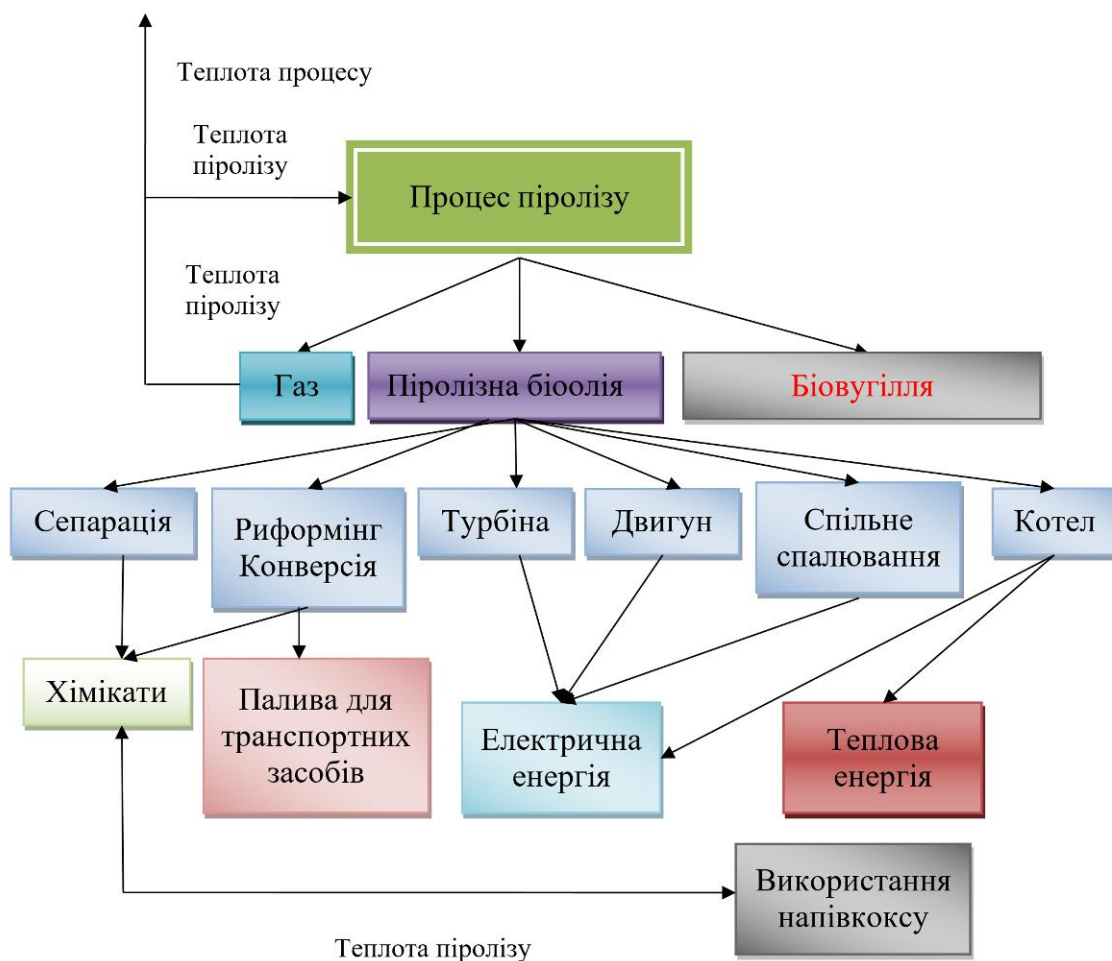 Теплота процесу
Теплота
піролізу
Процес піролізу
Теплота
піролізу
Газ
Піролізна біоолія
Біовугілля
Сепарація
Риформінг
Конверсія
Турбіна
Двигун
Спільне
спалювання
Котел
Хімікати
Палива для
транспортних
засобів
Електрична
енергія
Теплова
енергія
Використання
напівкоксу
Теплота піролізу